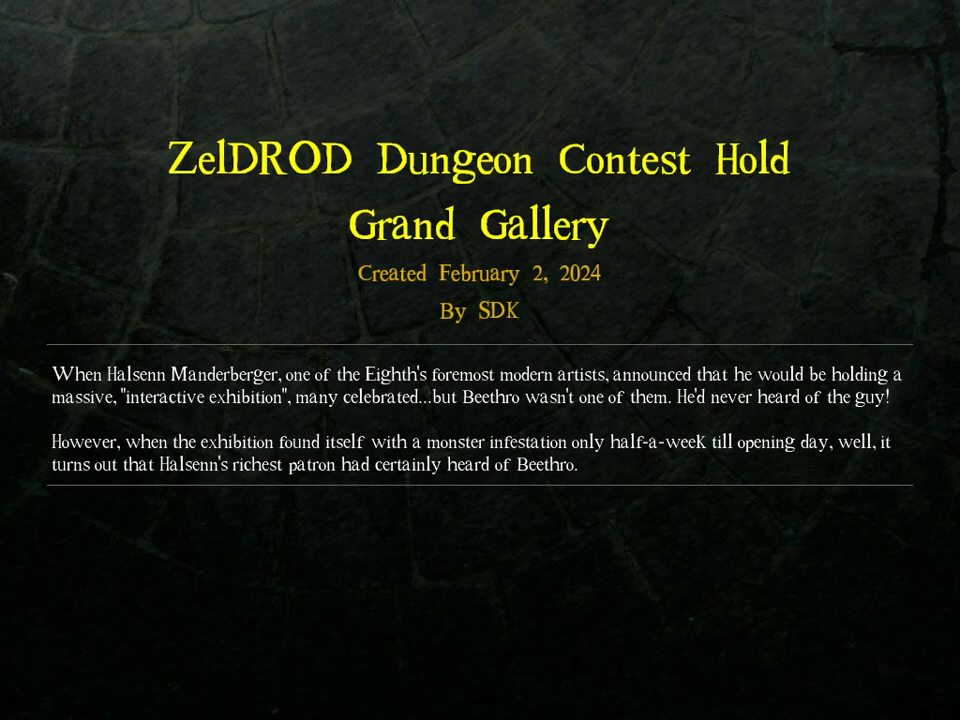 ZelDROD Dungeon Contest Hold
Grand Gallery
Created February 2, 2024
By SDK
When Halsenn Manderberger, one of the Eighth's foremost modern artists, announced that he would be holding a
massive, "interactive exhibition", many celebrated...but Beethro wasn't one of them. He'd never heard of the guy!
However, when the exhibition found itself with a monster infestation only half-a-week till opening day, well, it
turns out that Halsenn's richest patron had certainly heard of Beethro.